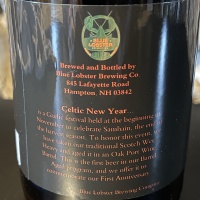 BLUE LOBSTER
Brewed and Bottled by
Blue Lobster Brewing Co.
845 Lafayette Road
Hampton, NH 03842
Celtic New Year...
is a Gaelic festival held at the beginning of
November to celebrate Samhain, the end of
the harvest season. To honor this event, we
have taken our traditional Scotch Wee
Heavy and aged it in an Oak Port Wine
Barrel. This is the first beer in our Barrel
program, and we offer it to
commemorate our First Anniversary.
Blue Lobster Brewing Company